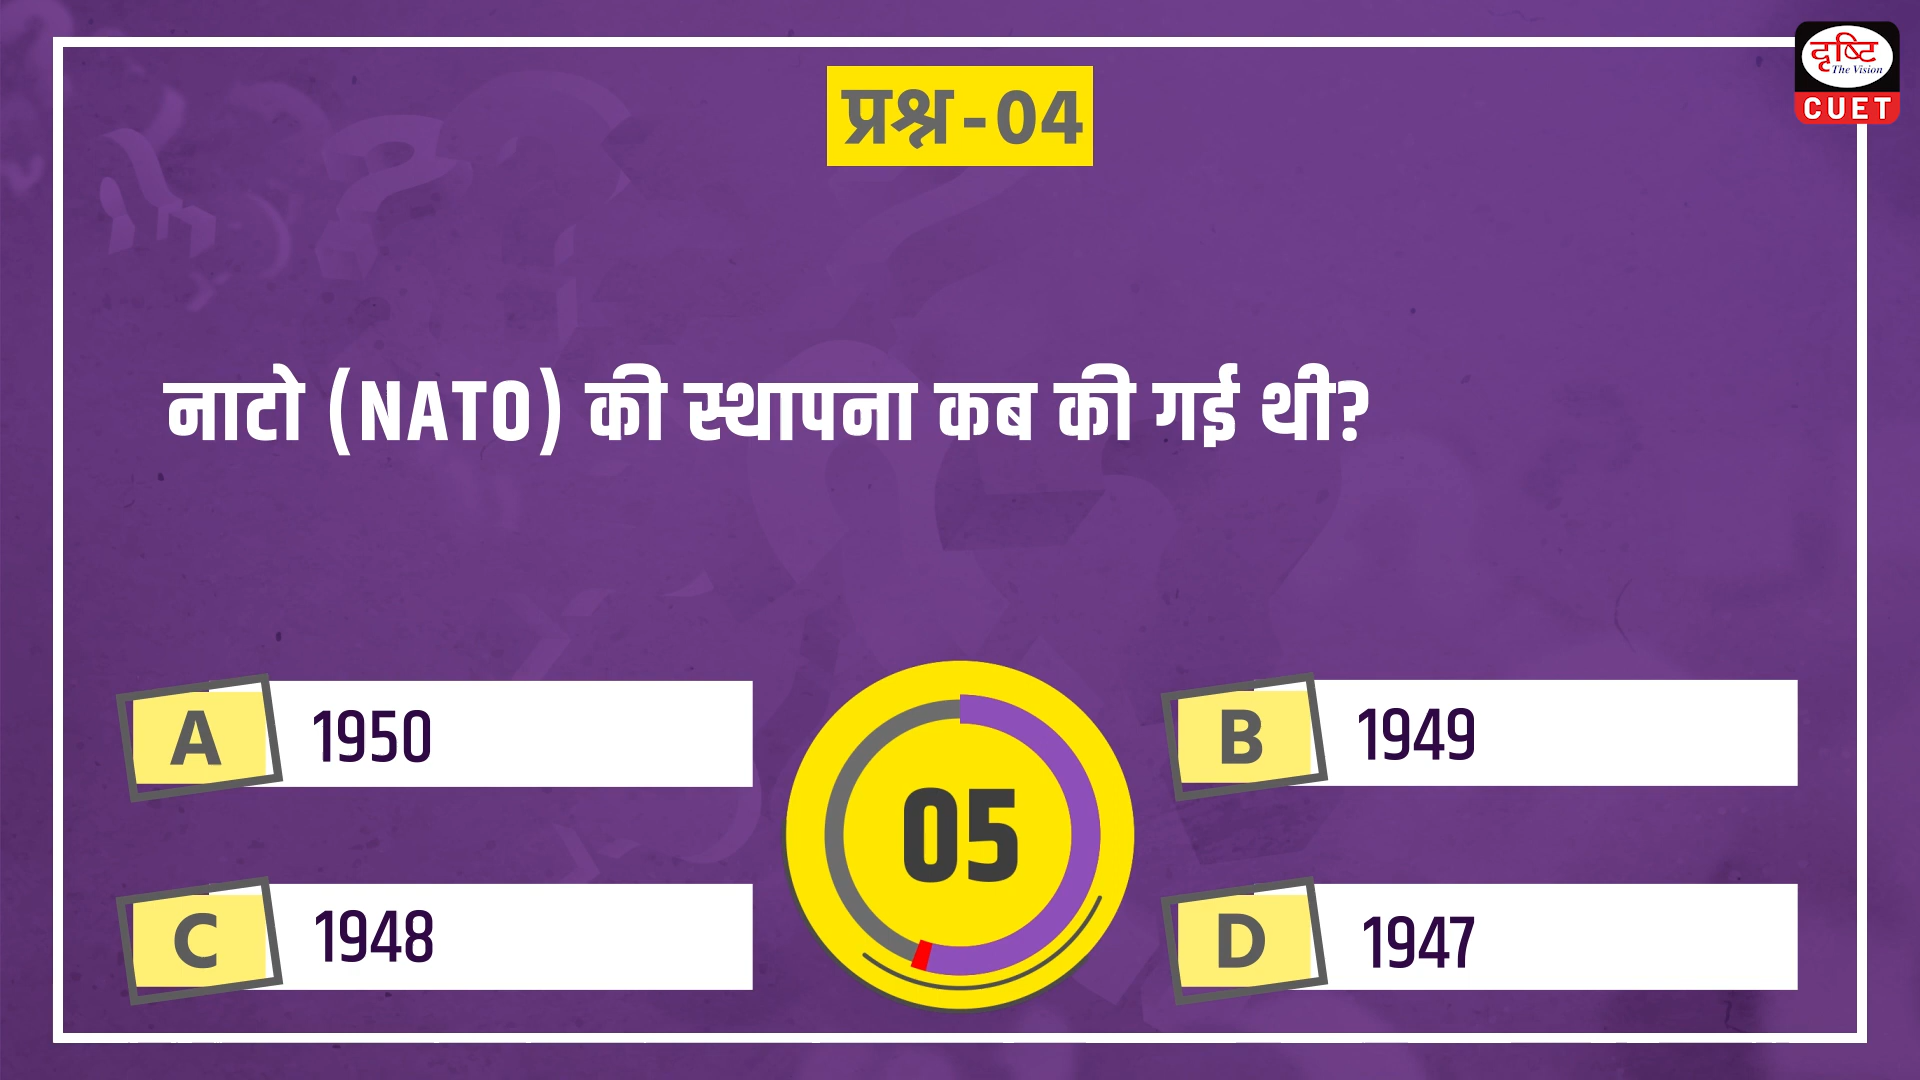 दृष्टि
The Vision
CUET
प्रश्न-04
नाटो (NATO) की स्थापना कब की गई थी?
A 1950
B 1949
05
C 1948
D 1947